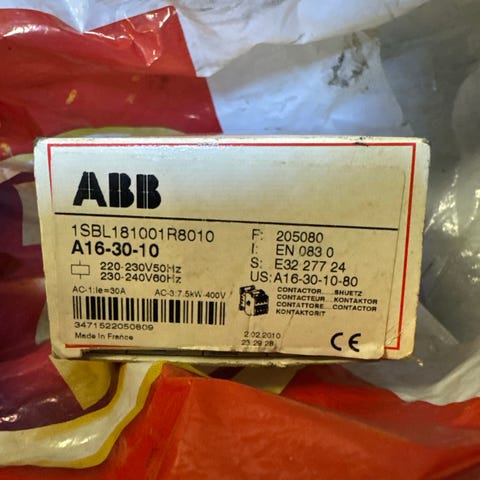 ABB
1SBL181001R8010
A16-30-10
220-230V50Hz
230-240V60Hz
AC-1:Ie=30A AC-3:7.5kW-400V
3471522050809
Made in France
F: 205080
I: EN 083 0
S: E32 277 24
US:A16-30-10-80
CONTACTOR....SHUETZ
CONTACTEUR....KONTAKTOR
CONTATTORE....CONTACTOR
KONTAKTORIT
2.02.2010
23:29:28
CE